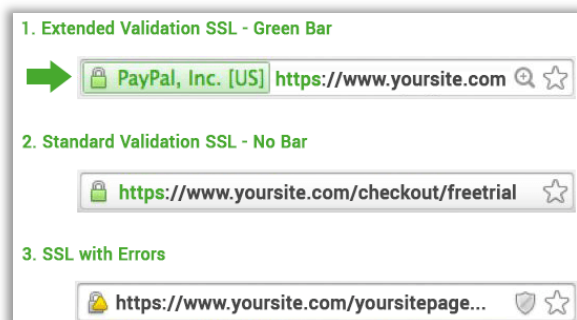 1. Extended Validation SSL - Green Bar
PayPal, Inc. [US] https://www.yoursite.com
2. Standard Validation SSL - No Bar
https://www.yoursite.com/checkout/freetrial
3. SSL with Errors
https://www.yoursite.com/yoursitepage...